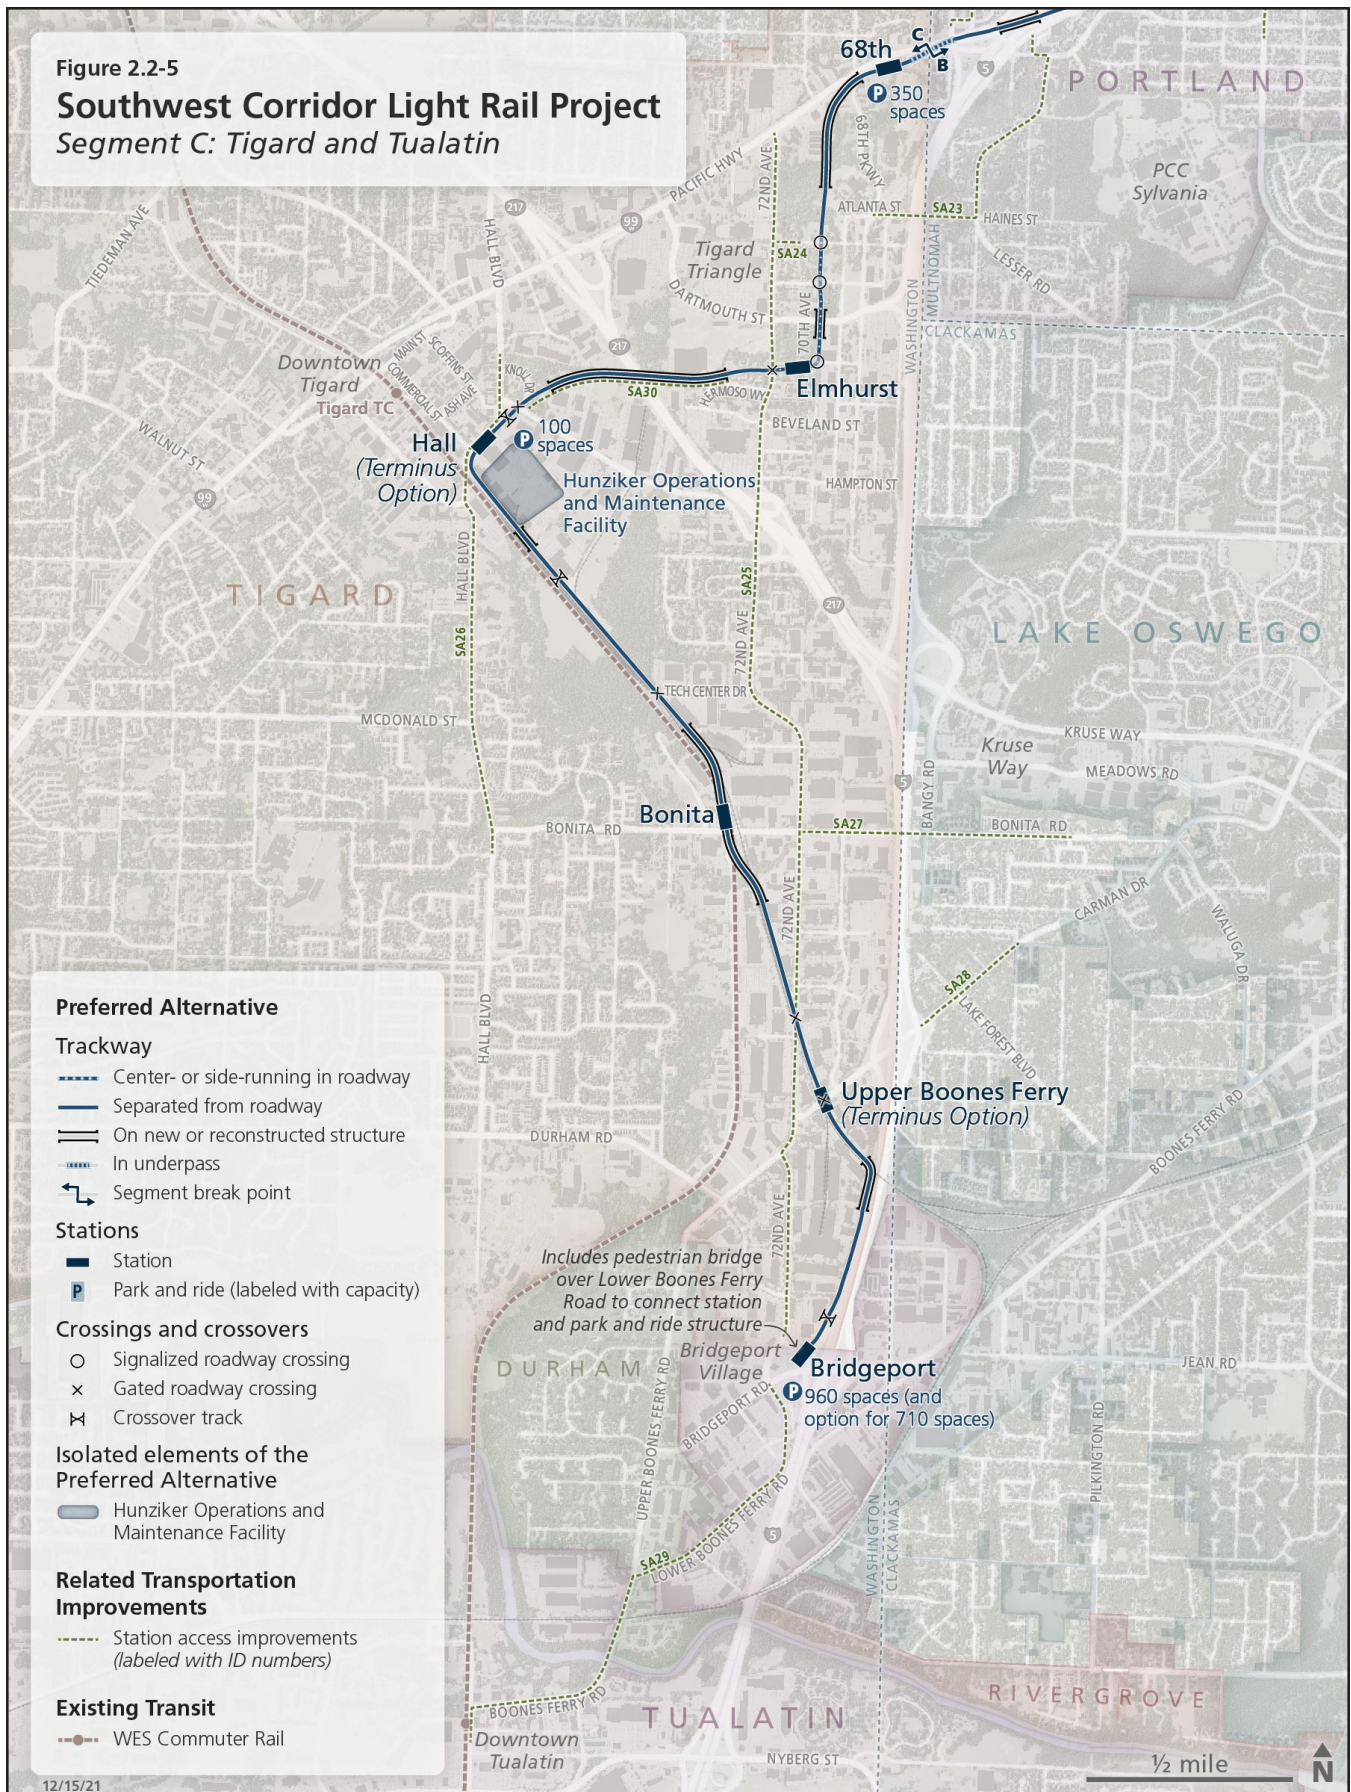 Figure 2.2-5
Southwest Corridor Light Rail Project
Segment C: Tigard and Tualatin
68th
C
B
P 350
spaces
5
PORTLAND
PCC
Sylvania
PACIFIC HWY
72ND AVE
68TH PKWY
ATLANTA ST
SA23
HAINES ST
TIEDEMAN AVE
217
99
HALL BLVD
Tigard
Triangle
SA24
LESSER RD
MULTNOMAH
WASHINGTON
CLACKAMAS
DARTMOUTH ST
70TH AVE
217
Downtown
Tigard
Tigard TC
MAIN ST
SCOFFINS ST
COMMERCIAL ST
ASH AVE
KNOLL DR
SA30
HERMOSO WY
Elmhurst
BEVELAND ST
WALNUT ST
Hall
(Terminus
Option)
P 100
spaces
99
Hunziker Operations
and Maintenance
Facility
HAMPTON ST
HALL BLVD
TIGARD
SA25
217
SA26
72ND AVE
LAKE OSWEGO
TECH CENTER DR
MCDONALD ST
KRUSE WAY
Kruse
Way
MEADOWS RD
5
BANGY RD
Bonita
BONITA RD
SA27
BONITA RD
CARMAN DR
72ND AVE
WALUGA DR
SA28
LAKE FOREST BLVD
HALL BLVD
Upper Boones Ferry
(Terminus Option)
DURHAM RD
BOONES FERRY RD
72ND AVE
Includes pedestrian bridge
over Lower Boones Ferry
Road to connect station
and park and ride structure
Bridgeport
Village
Bridgeport
P 960 spaces (and
option for 710 spaces)
DURHAM
JEAN RD
UPPER BOONES FERRY RD
BRIDGEPORT RD
PILKINGTON RD
5
WASHINGTON
CLACKAMAS
SA29
LOWER BOONES FERRY RD
RIVERGROVE
BOONES FERRY RD
TUALATIN
Downtown
Tualatin
NYBERG ST
½ mile
N
Preferred Alternative
Trackway
Center- or side-running in roadway
Separated from roadway
On new or reconstructed structure
In underpass
Segment break point
Stations
Station
P Park and ride (labeled with capacity)
Crossings and crossovers
Signalized roadway crossing
Gated roadway crossing
Crossover track
Isolated elements of the
Preferred Alternative
Hunziker Operations and
Maintenance Facility
Related Transportation
Improvements
Station access improvements
(labeled with ID numbers)
Existing Transit
WES Commuter Rail
12/15/21